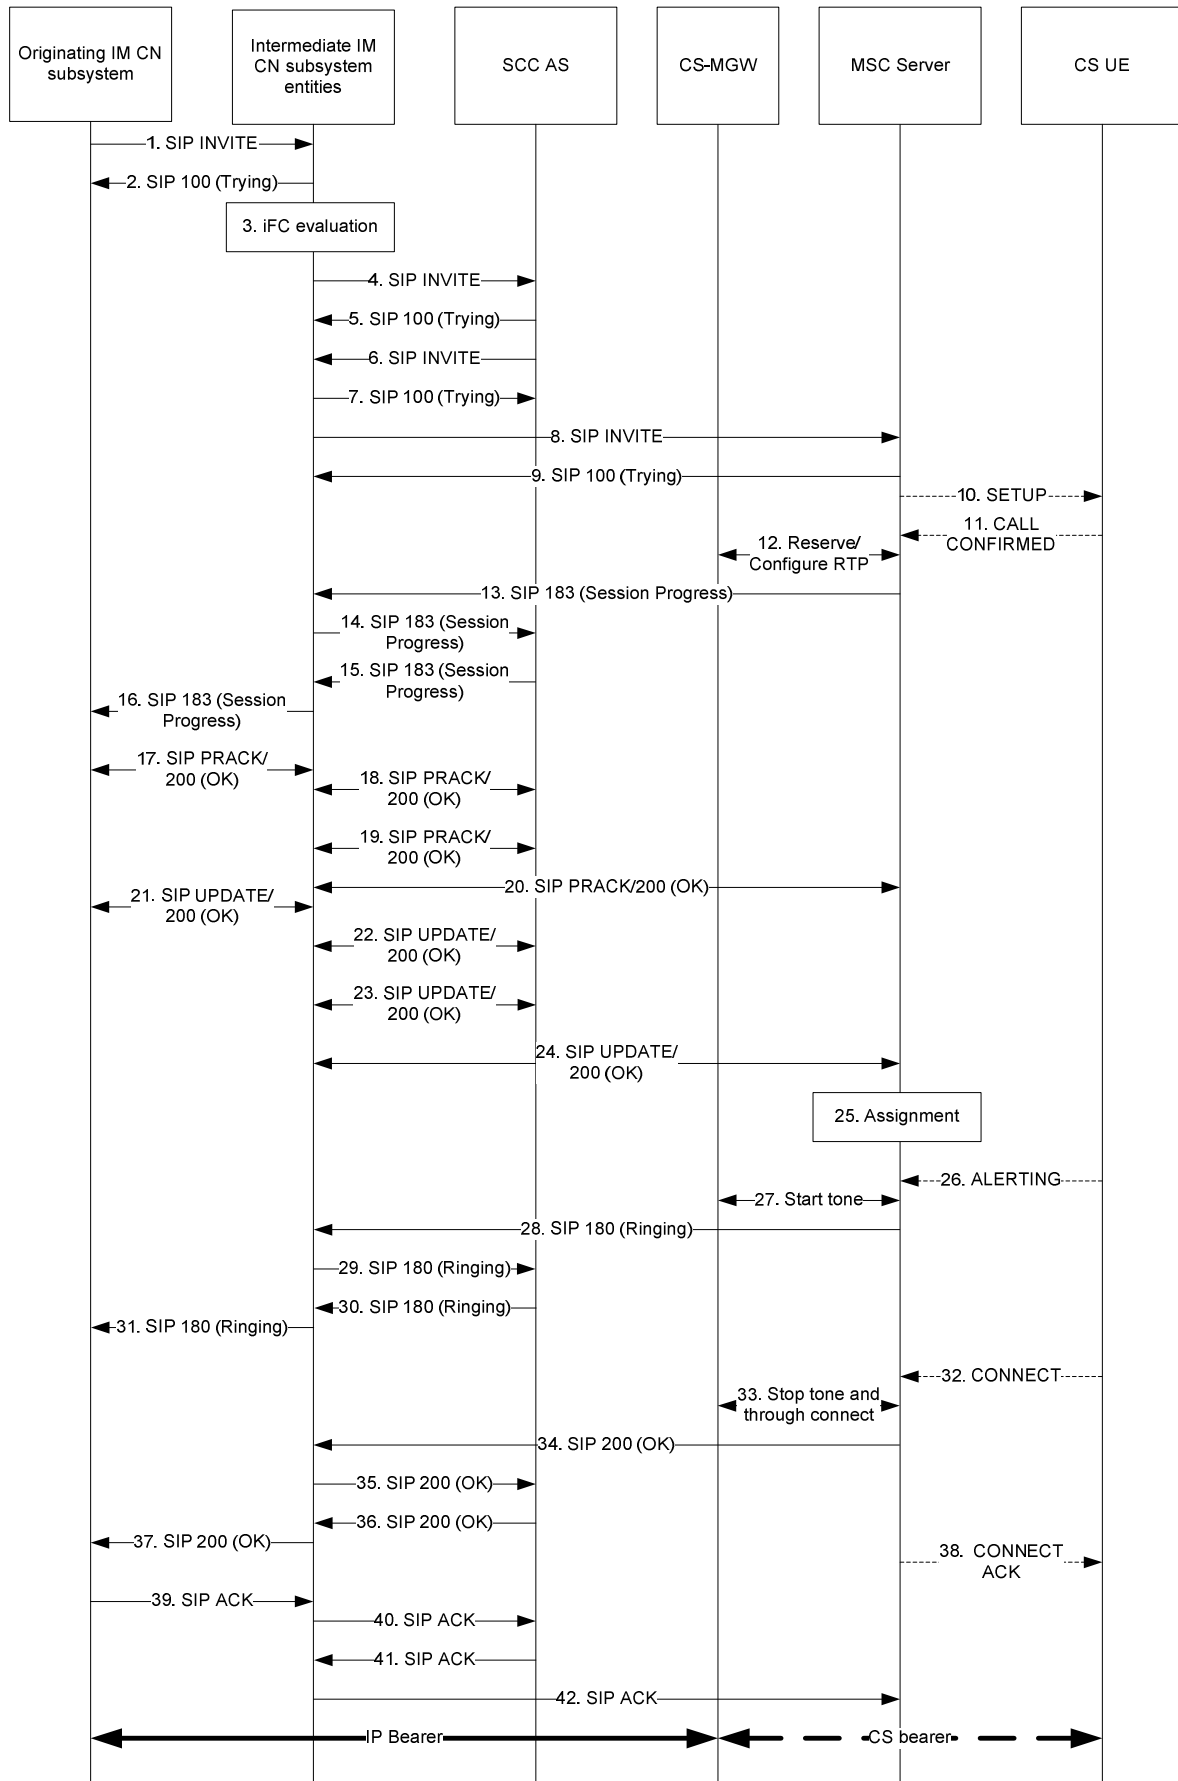 Originating IM CN
subsystem
Intermediate IM
CN subsystem
entities
SCC AS
CS-MGW
MSC Server
CS UE
1. SIP INVITE
2. SIP 100 (Trying)
3. iFC evaluation
4. SIP INVITE
5. SIP 100 (Trying)
6. SIP INVITE
7. SIP 100 (Trying)
8. SIP INVITE
9. SIP 100 (Trying)
10. SETUP
11. CALL
CONFIRMED
12. Reserve/
Configure RTP
13. SIP 183 (Session Progress)
14. SIP 183 (Session
Progress)
15. SIP 183 (Session
Progress)
16. SIP 183 (Session
Progress)
17. SIP PRACK/
200 (OK)
18. SIP PRACK/
200 (OK)
19. SIP PRACK/
200 (OK)
20. SIP PRACK/200 (OK)
21. SIP UPDATE/
200 (OK)
22. SIP UPDATE/
200 (OK)
23. SIP UPDATE/
200 (OK)
24. SIP UPDATE/
200 (OK)
25. Assignment
26. ALERTING
27. Start tone
28. SIP 180 (Ringing)
29. SIP 180 (Ringing)
30. SIP 180 (Ringing)
31. SIP 180 (Ringing)
32. CONNECT
33. Stop tone and
through connect
34. SIP 200 (OK)
35. SIP 200 (OK)
36. SIP 200 (OK)
37. SIP 200 (OK)
38. CONNECT
ACK
39. SIP ACK
40. SIP ACK
41. SIP ACK
42. SIP ACK
IP Bearer
CS bearer